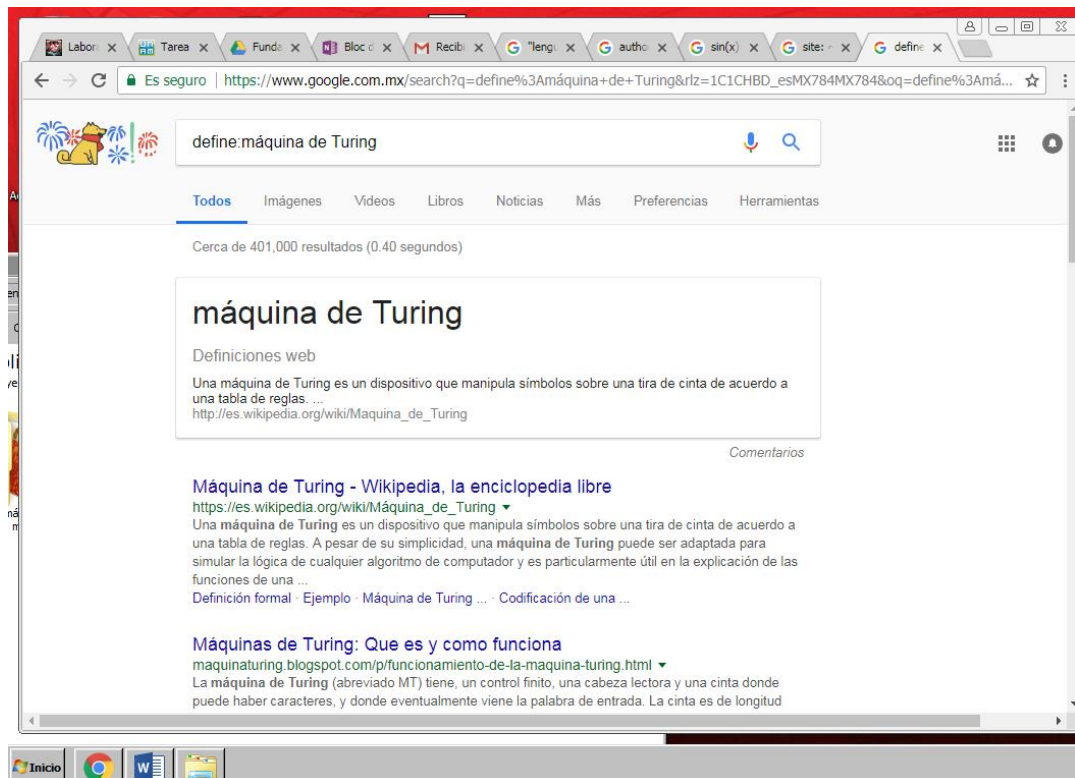 Labor
Tarea
Funda
Bloc d
Recibi
"lengu
autho
sin(x)
site:
define
Es seguro | https://www.google.com.mx/search?q=define%3Amáquina+de+Turing&rlz=1C1CHBD_esMX784MX784&oq=define%3Amá...
define:máquina de Turing
Todos Imágenes Videos Libros Noticias Más Preferencias Herramientas
Cerca de 401,000 resultados (0.40 segundos)
máquina de Turing
Definiciones web
Una máquina de Turing es un dispositivo que manipula símbolos sobre una tira de cinta de acuerdo a
una tabla de reglas. ...
http://es.wikipedia.org/wiki/Maquina_de_Turing
Comentarios
Máquina de Turing - Wikipedia, la enciclopedia libre
https://es.wikipedia.org/wiki/Máquina_de_Turing
Una máquina de Turing es un dispositivo que manipula símbolos sobre una tira de cinta de acuerdo a
una tabla de reglas. A pesar de su simplicidad, una máquina de Turing puede ser adaptada para
simular la lógica de cualquier algoritmo de computador y es particularmente útil en la explicación de las
funciones de una ...
Definición formal · Ejemplo · Máquina de Turing ... · Codificación de una ...
Máquinas de Turing: Que es y como funciona
maquinaturing.blogspot.com/p/funcionamiento-de-la-maquina-turing.html
La máquina de Turing (abreviado MT) tiene, un control finito, una cabeza lectora y una cinta donde
puede haber caracteres, y donde eventualmente viene la palabra de entrada. La cinta es de longitud
Inicio